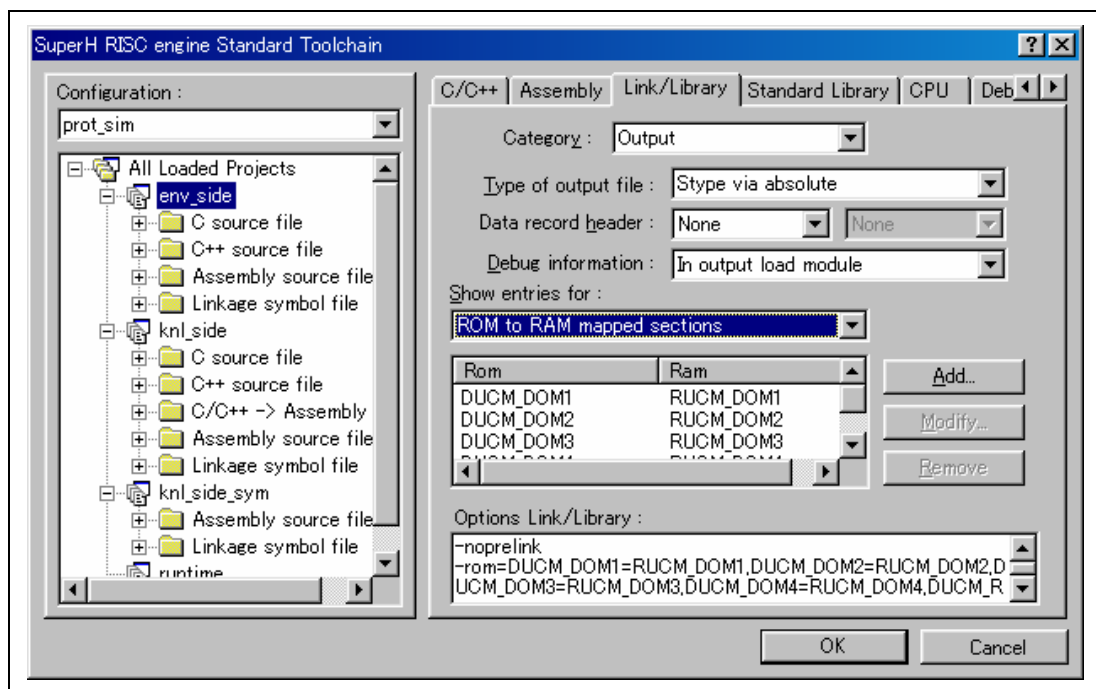 SuperH RISC engine Standard Toolchain
Configuration :
prot_sim
All Loaded Projects
env_side
C source file
C++ source file
Assembly source file
Linkage symbol file
knl_side
C source file
C++ source file
C/C++ -> Assembly
Assembly source file
Linkage symbol file
knl_side_sym
Assembly source file
Linkage symbol file
runtime
C/C++ Assembly Link/Library Standard Library CPU Deb
Category : Output
Type of output file : Stype via absolute
Data record header : None None
Debug information : In output load module
Show entries for :
ROM to RAM mapped sections
Rom Ram
DUCM_DOM1 RUCM_DOM1
DUCM_DOM2 RUCM_DOM2
DUCM_DOM3 RUCM_DOM3
Add...
Modify...
Remove
Options Link/Library :
-noprelink
-rom=DUCM_DOM1=RUCM_DOM1,DUCM_DOM2=RUCM_DOM2,D
UCM_DOM3=RUCM_DOM3,DUCM_DOM4=RUCM_DOM4,DUCM_R
OK Cancel